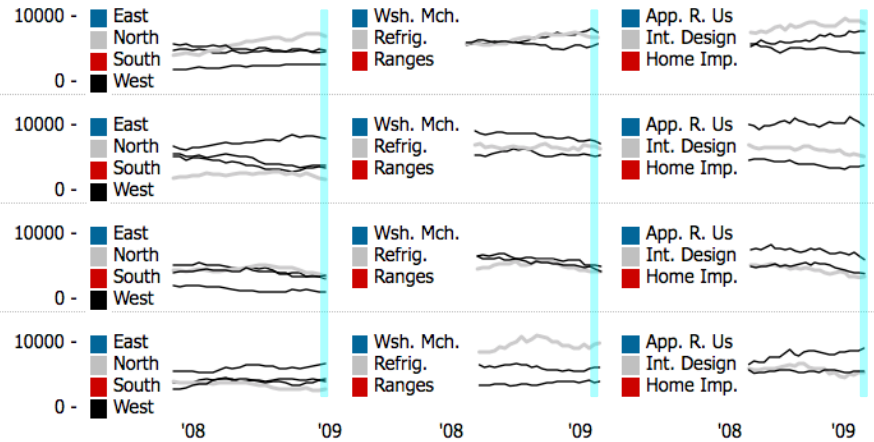 10000 - East Wsh. Mch. App. R. Us
North Refrig. Int. Design
South Ranges Home Imp.
0 - West
10000 - East Wsh. Mch. App. R. Us
North Refrig. Int. Design
South Ranges Home Imp.
0 - West
10000 - East Wsh. Mch. App. R. Us
North Refrig. Int. Design
South Ranges Home Imp.
0 - West
10000 - East Wsh. Mch. App. R. Us
North Refrig. Int. Design
South Ranges Home Imp.
0 - West
'08 '09 '08 '09 '08 '09